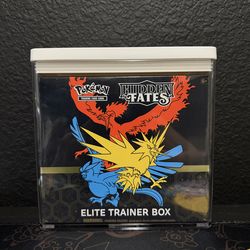 Pokémon
TRADING CARD GAME
HIDDEN
FATES
ELITE TRAINER BOX